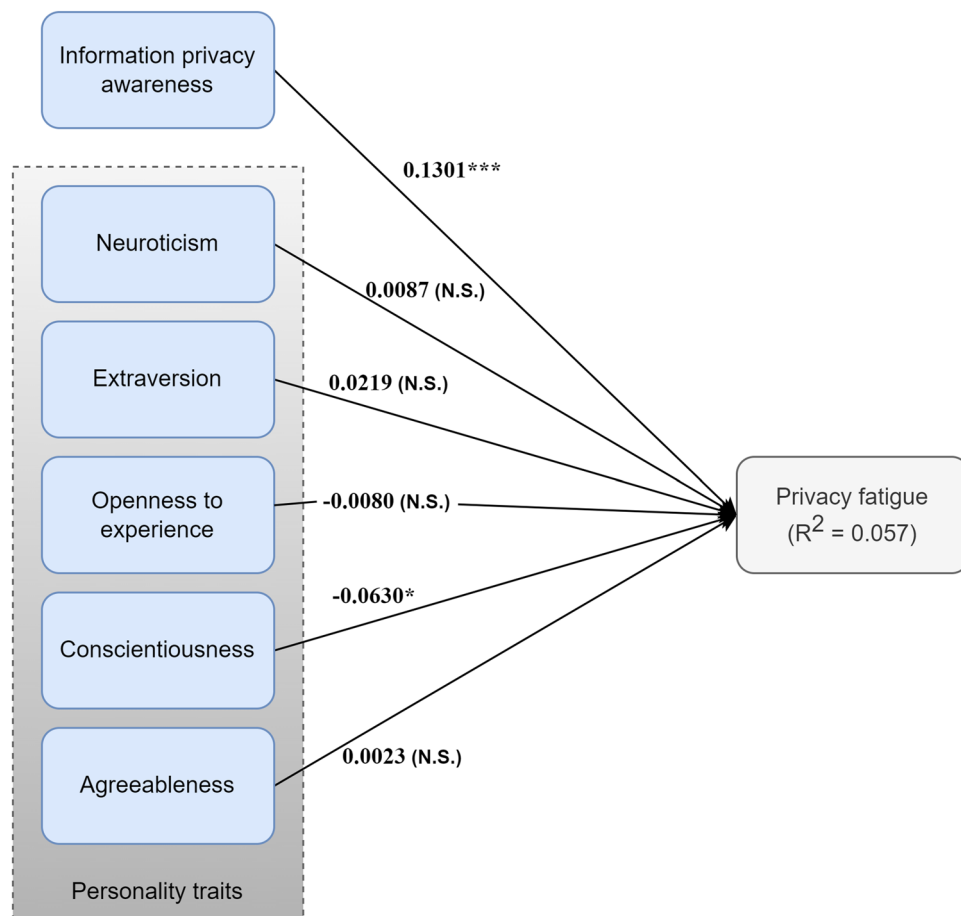 Information privacy
awareness
0.1301***
Neuroticism
0.0087 (N.S.)
Extraversion
0.0219 (N.S.)
Openness to
experience
-0.0080 (N.S.)
Privacy fatigue
(R² = 0.057)
Conscientiousness
-0.0630*
Agreeableness
0.0023 (N.S.)
Personality traits